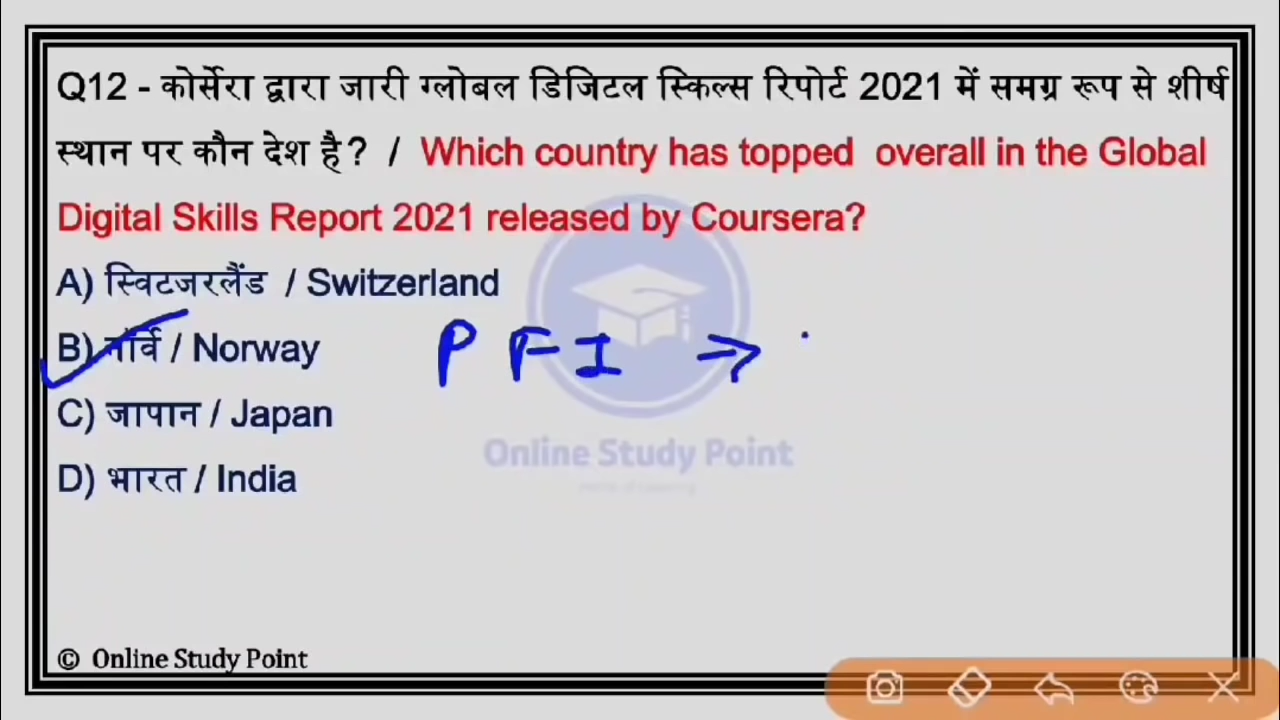 Q12 - कोर्सेरा द्वारा जारी ग्लोबल डिजिटल स्किल्स रिपोर्ट 2021 में समग्र रूप से शीर्ष
स्थान पर कौन देश है? / Which country has topped overall in the Global
Digital Skills Report 2021 released by Coursera?
A) स्विटजरलैंड / Switzerland
B) नॉर्वे / Norway
P F I →
C) जापान / Japan
D) भारत / India
Online Study Point
© Online Study Point